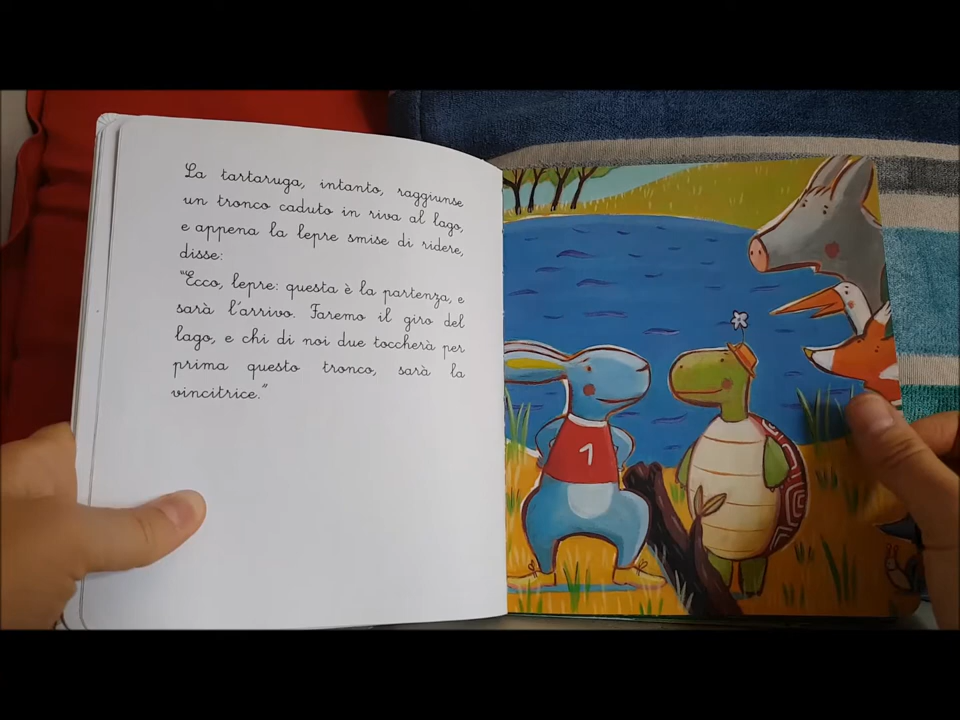 La tartaruga, intanto, raggiunse
un tronco caduto in riva al lago,
e appena la lepre smise di ridere,
disse:
"Ecco, lepre: questa è la partenza, e
sarà l'arrivo. Faremo il giro del
lago, e chi di noi due toccherà per
prima questo tronco, sarà la
vincitrice."
1